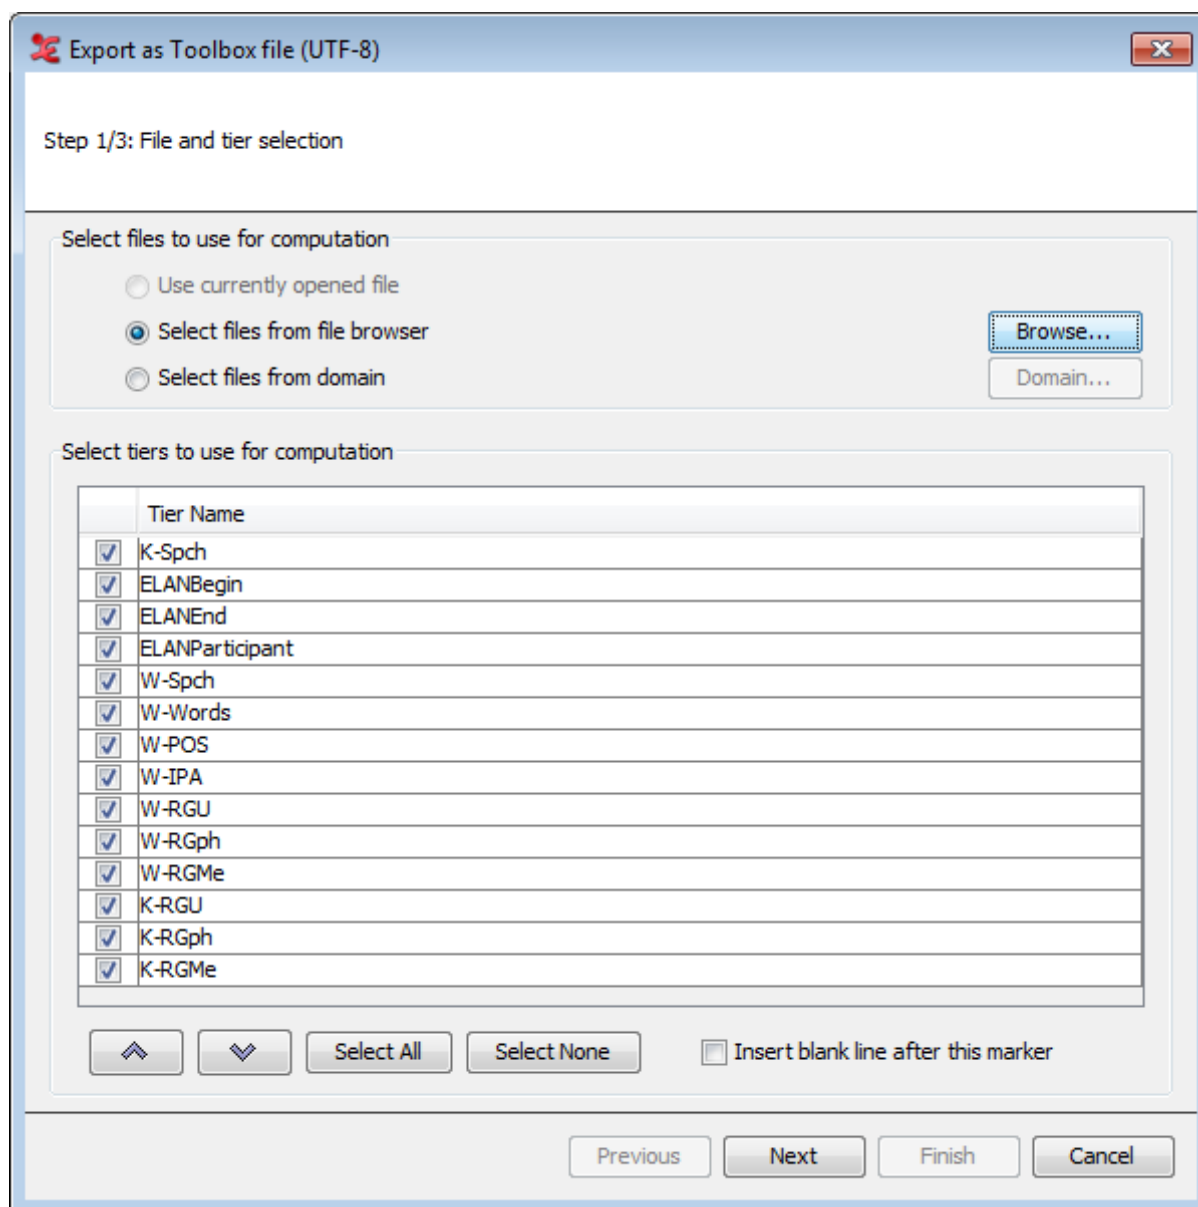 Export as Toolbox file (UTF-8)
Step 1/3: File and tier selection
Select files to use for computation
Use currently opened file
Select files from file browser
Browse...
Select files from domain
Domain...
Select tiers to use for computation
Tier Name
K-Spch
ELANBegin
ELANEnd
ELANParticipant
W-Spch
W-Words
W-POS
W-IPA
W-RGU
W-RGph
W-RGMe
K-RGU
K-RGph
K-RGMe
Select All Select None Insert blank line after this marker
Previous Next Finish Cancel